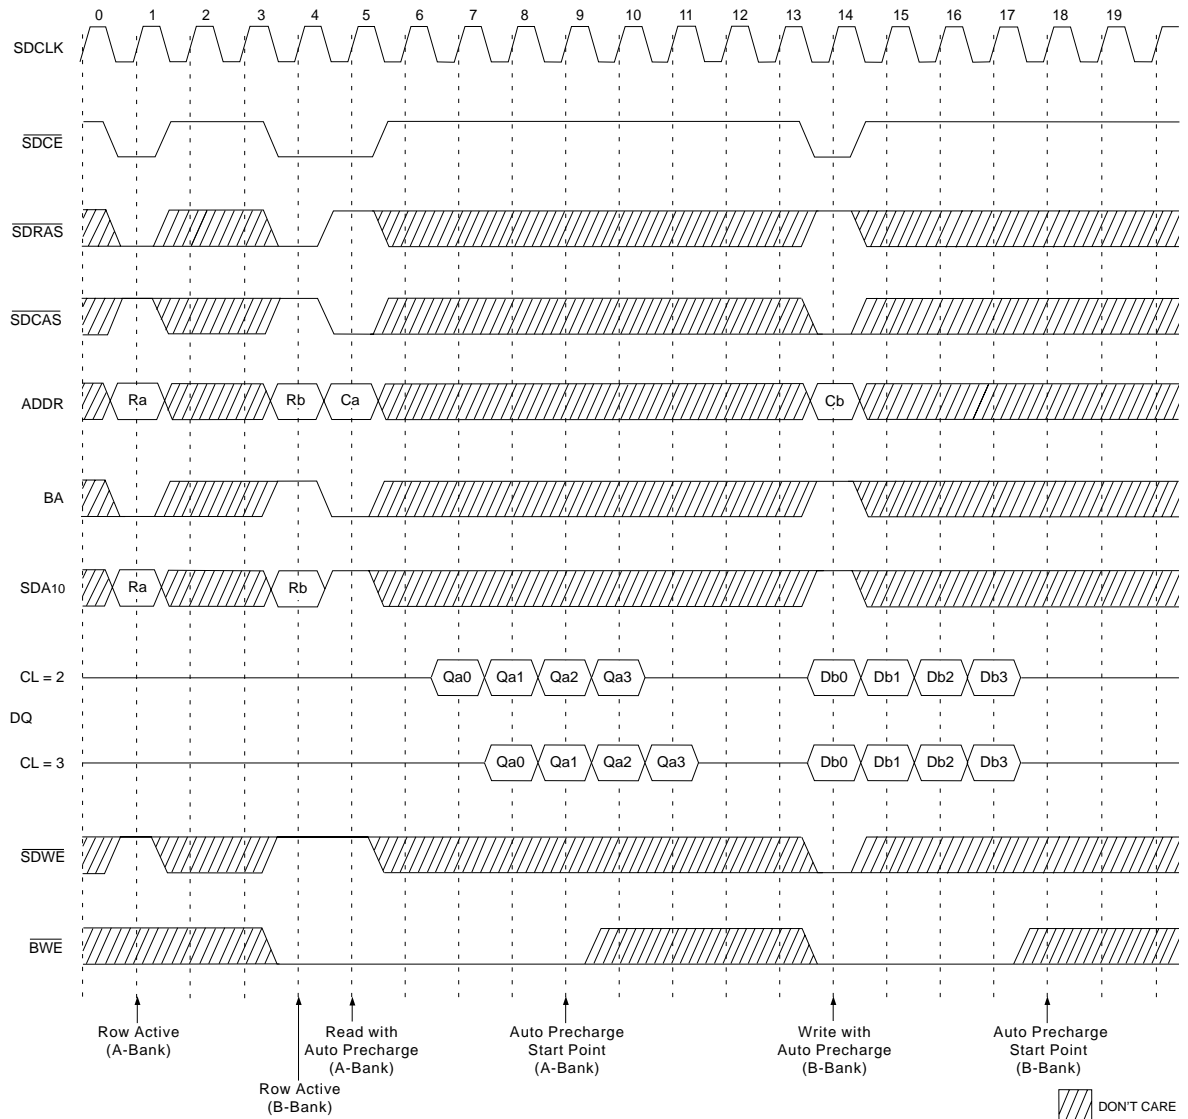 0 1 2 3 4 5 6 7 8 9 10 11 12 13 14 15 16 17 18 19
SDCLK
SDCE
SDRAS
SDCAS
ADDR Ra Rb Ca Cb
BA
SDA10 Ra Rb
CL = 2 Qa0 Qa1 Qa2 Qa3 Db0 Db1 Db2 Db3
DQ
CL = 3 Qa0 Qa1 Qa2 Qa3 Db0 Db1 Db2 Db3
SDWE
BWE
Row Active
(A-Bank)
Row Active
(B-Bank)
Read with
Auto Precharge
(A-Bank)
Auto Precharge
Start Point
(A-Bank)
Write with
Auto Precharge
(B-Bank)
Auto Precharge
Start Point
(B-Bank)
DON'T CARE